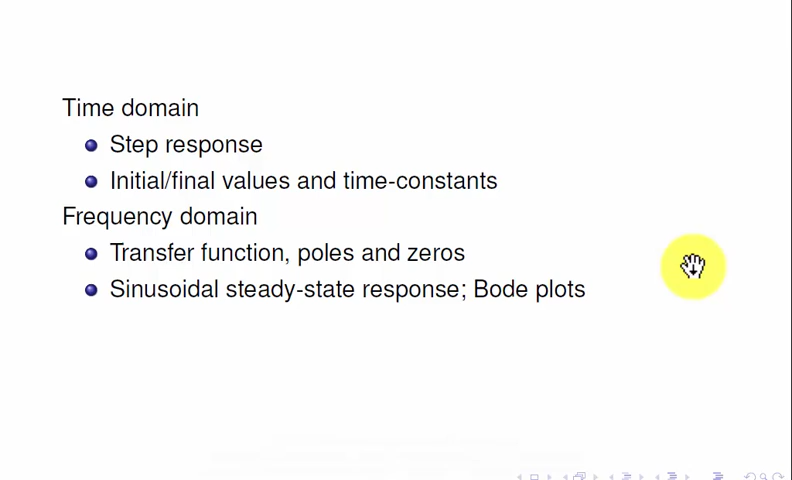 Time domain
Step response
Initial/final values and time-constants
Frequency domain
Transfer function, poles and zeros
Sinusoidal steady-state response; Bode plots